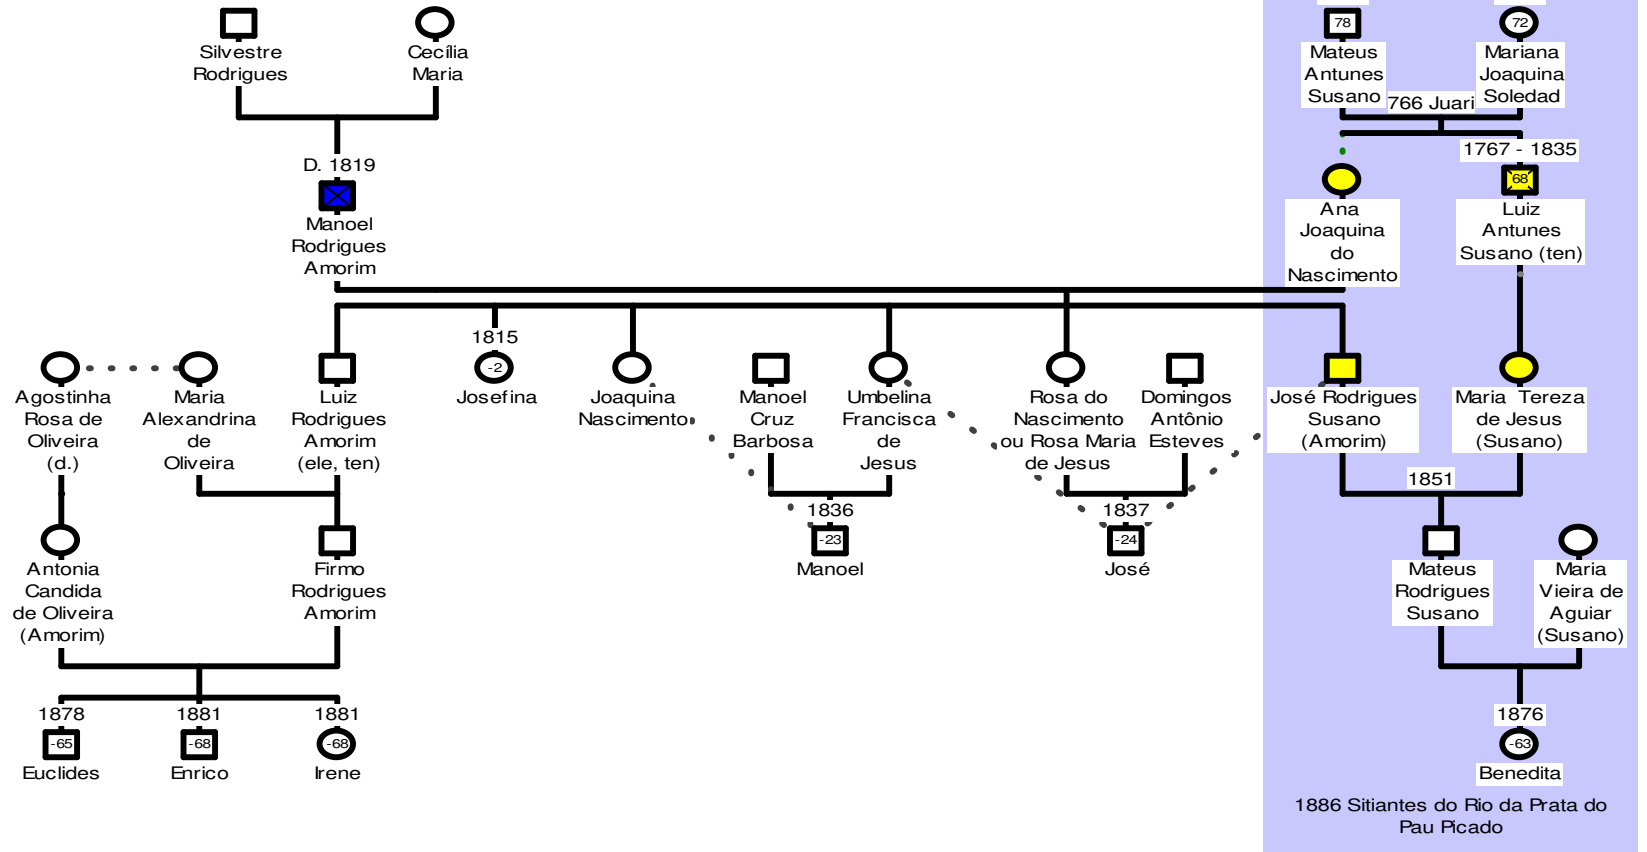 Silvestre
Rodrigues
Cecília
Maria
78
Mateus
Antunes
Susano
72
Mariana
Joaquina
Soledad
766 Juari
D. 1819
Manoel
Rodrigues
Amorim
Ana
Joaquina
do
Nascimento
1767 - 1835
68
Luiz
Antunes
Susano (ten)
Agostinha
Rosa de
Oliveira
(d.)
Maria
Alexandrina
de
Oliveira
Luiz
Rodrigues
Amorim
(ele, ten)
1815
-2
Josefina
Joaquina
Nascimento
Manoel
Cruz
Barbosa
Umbelina
Francisca
de
Jesus
Rosa do
Nascimento
ou Rosa Maria
de Jesus
Domingos
Antônio
Esteves
José Rodrigues
Susano
(Amorim)
Maria Tereza
de Jesus
(Susano)
Antonia
Candida
de Oliveira
(Amorim)
Firmo
Rodrigues
Amorim
1836
-23
Manoel
1837
-24
José
1851
Mateus
Rodrigues
Susano
Maria
Vieira de
Aguiar
(Susano)
1878
-65
Euclides
1881
-68
Enrico
1881
-68
Irene
1876
-63
Benedita
1886 Sitiantes do Rio da Prata do
Pau Picado